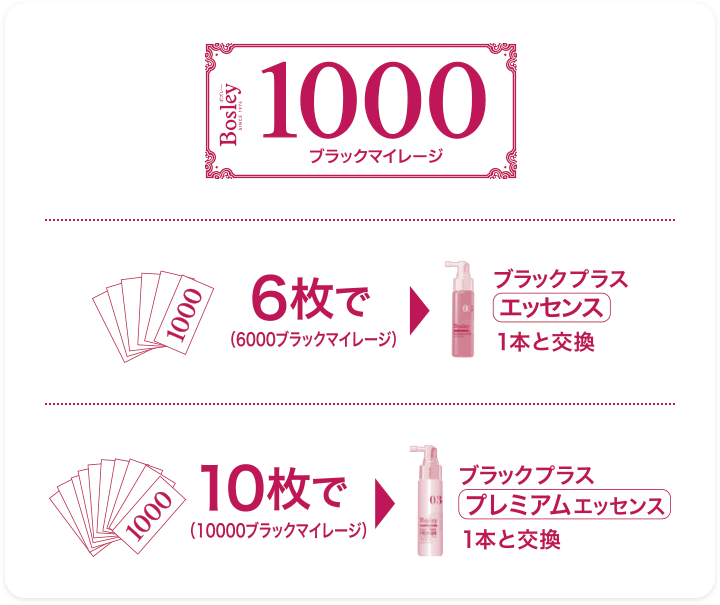 Bosley
ボズレー
SINCE 1974
1000
ブラックマイレージ
1000
6枚で
(6000ブラックマイレージ)
ブラックプラス
エッセンス
1本と交換
Bosley
1000
10枚で
(10000ブラックマイレージ)
ブラックプラス
プレミアムエッセンス
1本と交換
03
Bosley